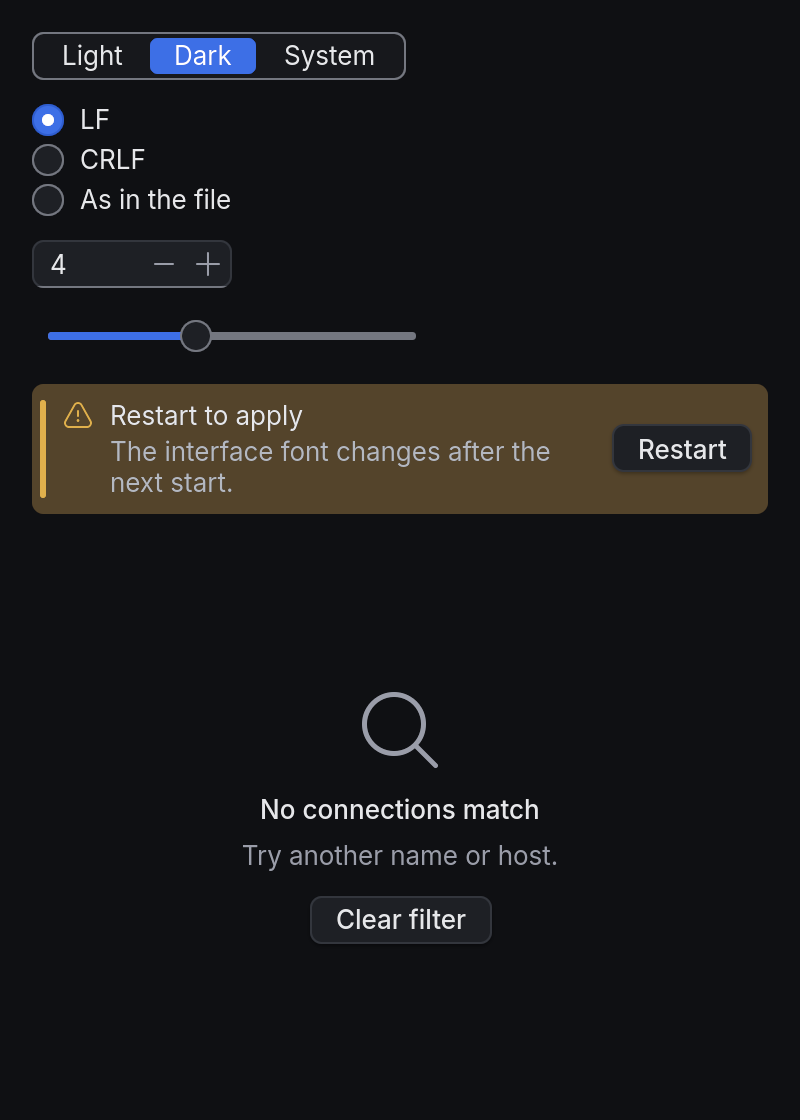 Light Dark System
LF
CRLF
As in the file
4
Restart to apply
The interface font changes after the
next start.
Restart
No connections match
Try another name or host.
Clear filter